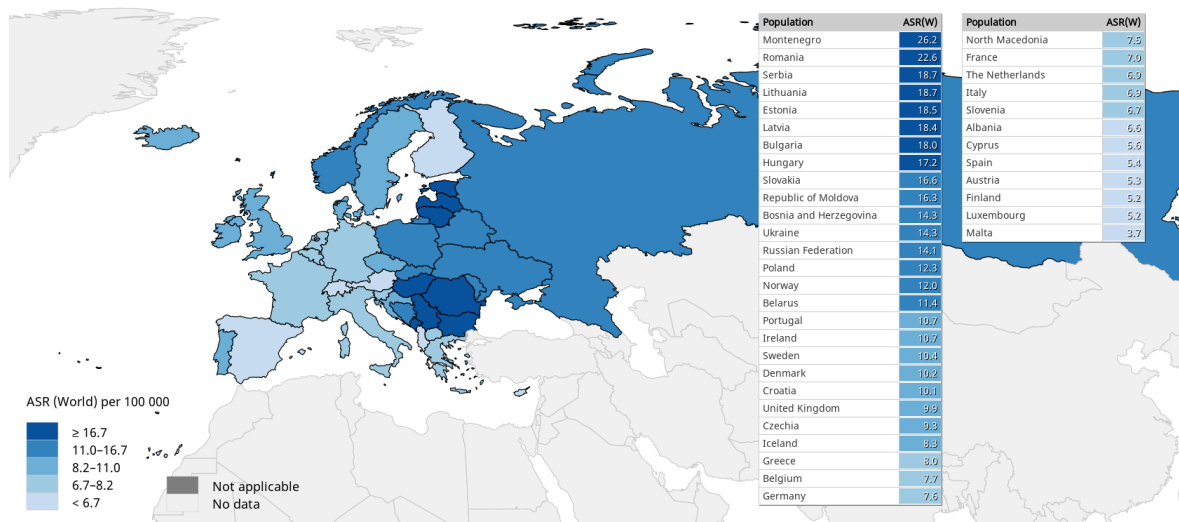 Population ASR(W)
Montenegro 26.2
Romania 22.6
Serbia 18.7
Lithuania 18.7
Estonia 18.5
Latvia 18.4
Bulgaria 18.0
Hungary 17.2
Slovakia 16.6
Republic of Moldova 16.3
Bosnia and Herzegovina 14.3
Ukraine 14.3
Russian Federation 14.1
Poland 12.3
Norway 12.0
Belarus 11.4
Portugal 10.7
Ireland 10.7
Sweden 10.4
Denmark 10.2
Croatia 10.1
United Kingdom 9.9
Czechia 9.3
Iceland 8.3
Greece 8.0
Belgium 7.7
Germany 7.6
Population ASR(W)
North Macedonia 7.5
France 7.0
The Netherlands 6.9
Italy 6.9
Slovenia 6.7
Albania 6.6
Cyprus 5.6
Spain 5.4
Austria 5.3
Finland 5.2
Luxembourg 5.2
Malta 3.7
ASR (World) per 100 000
≥ 16.7
11.0–16.7
8.2–11.0
6.7–8.2
< 6.7
Not applicable
No data